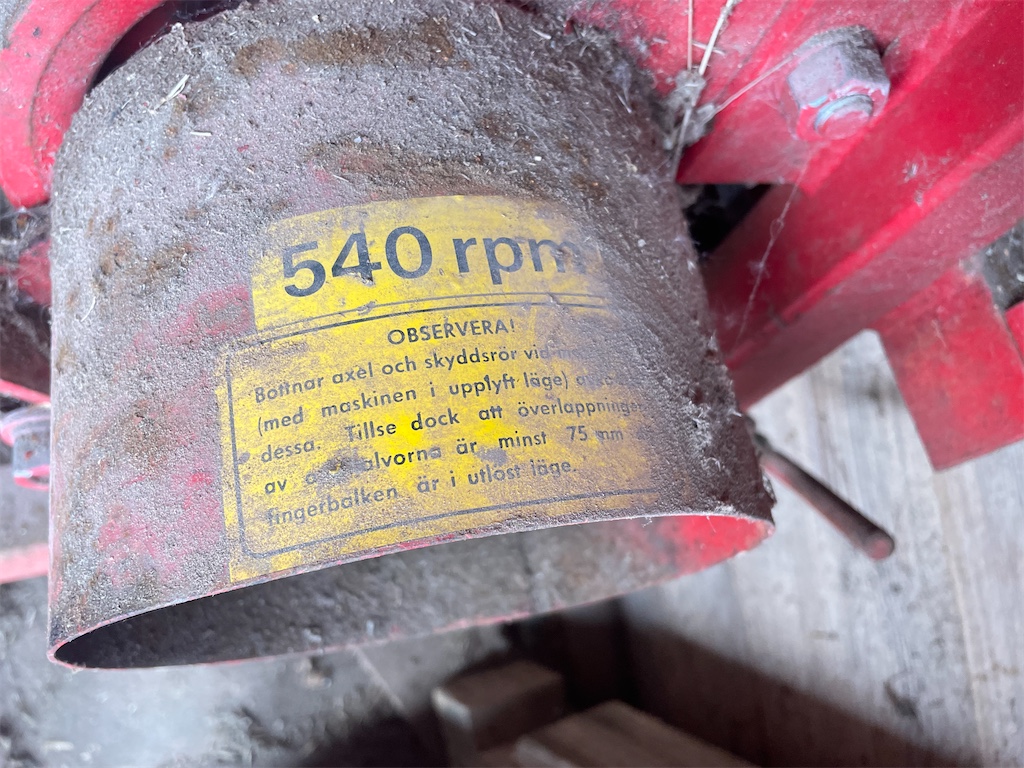 540 rpm
OBSERVERA!
Bottnar axel och skyddsrör vid
(med maskinen i upplyft läge)
dessa. Tillse dock att överlappningen
av halvorna är minst 75 mm
fingerbalken är i utlöst läge.